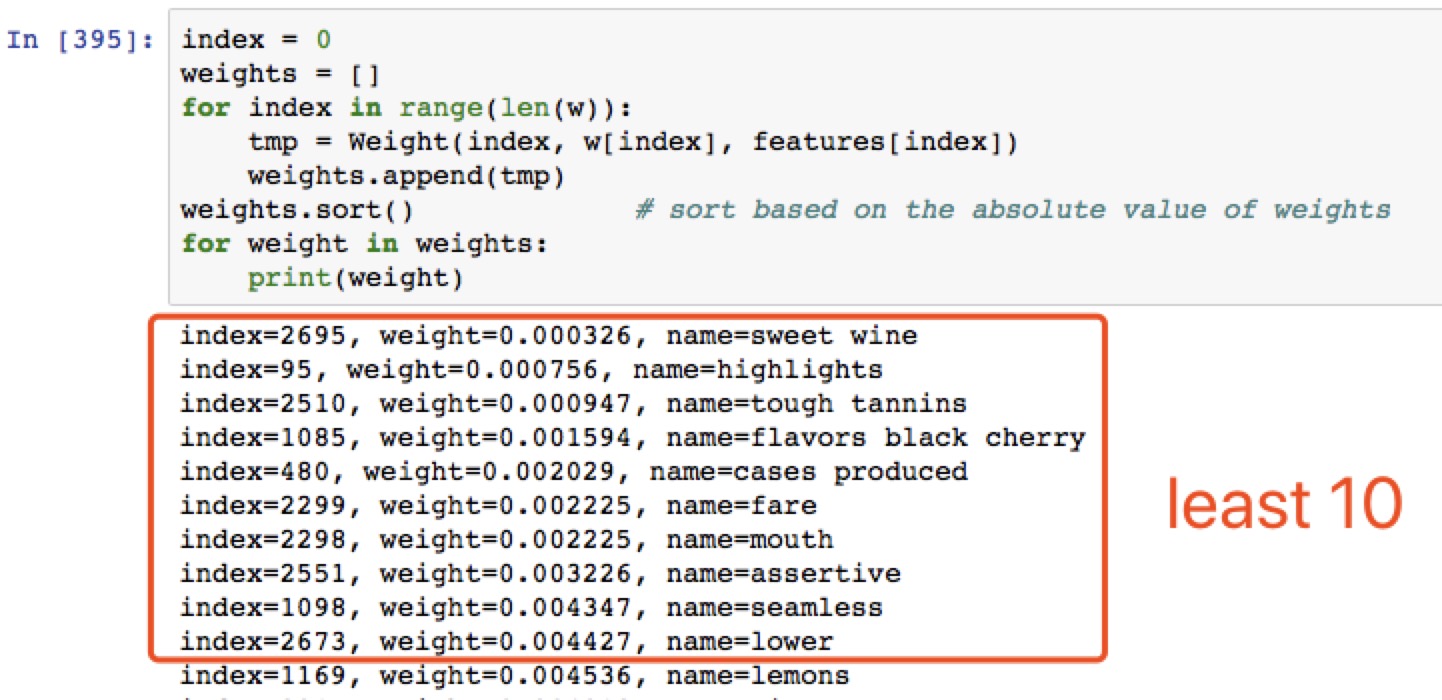 In [395]:
index = 0
weights = []
for index in range(len(w)):
    tmp = Weight(index, w[index], features[index])
    weights.append(tmp)
weights.sort()             # sort based on the absolute value of weights
for weight in weights:
    print(weight)
index=2695, weight=0.000326, name=sweet wine
index=95, weight=0.000756, name=highlights
index=2510, weight=0.000947, name=tough tannins
index=1085, weight=0.001594, name=flavors black cherry
index=480, weight=0.002029, name=cases produced
index=2299, weight=0.002225, name=fare
index=2298, weight=0.002225, name=mouth
index=2551, weight=0.003226, name=assertive
index=1098, weight=0.004347, name=seamless
index=2673, weight=0.004427, name=lower
index=1169, weight=0.004536, name=lemons
least 10